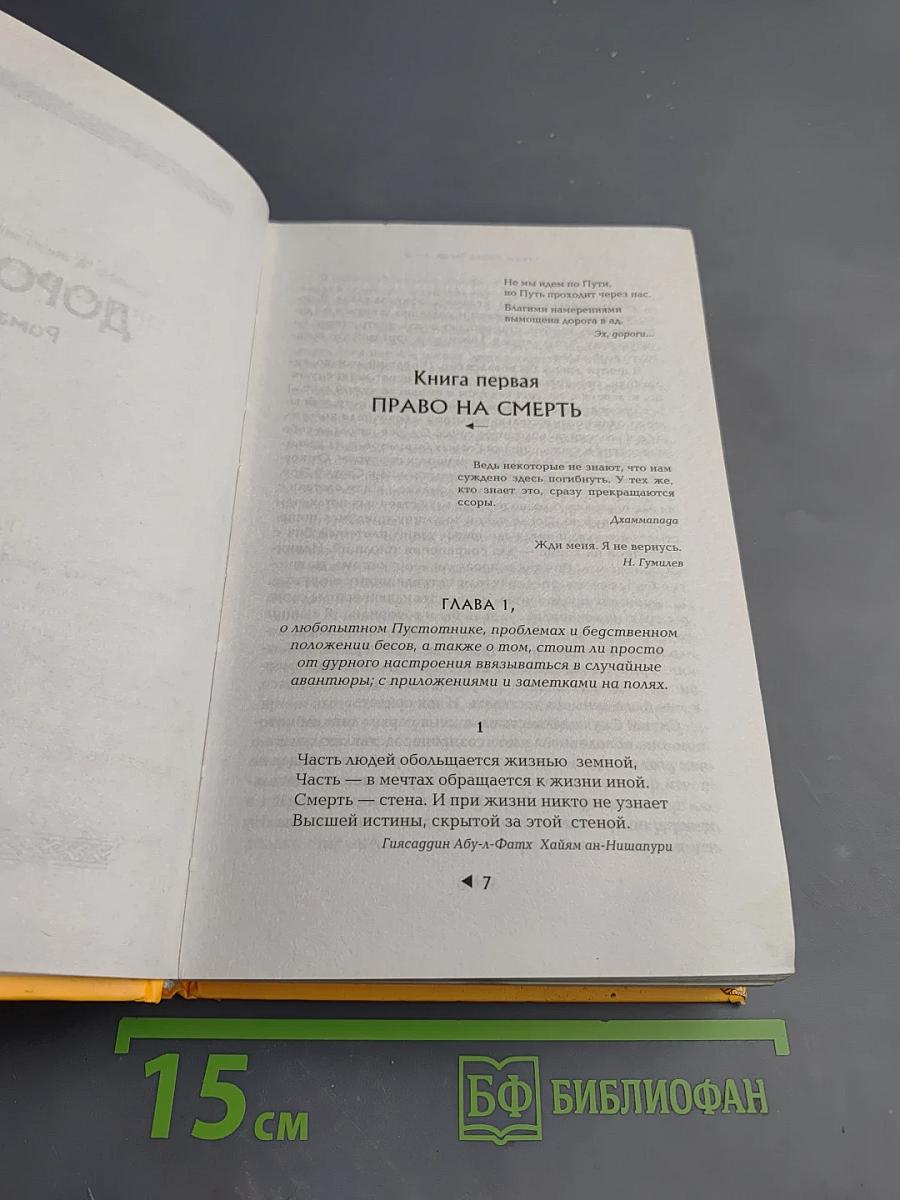 ДОРО
Рома
Не мы идем по Пути,
но Путь проходит через нас.
Благими намерениями
вымощена дорога в ад.
Эх, дороги...
Книга первая
ПРАВО НА СМЕРТЬ
Ведь некоторые не знают, что нам
суждено здесь погибнуть. У тех же,
кто знает это, сразу прекращаются
ссоры.
Дхаммапада
Жди меня. Я не вернусь.
Н. Гумилев
ГЛАВА 1,
о любопытном Пустотнике, проблемах и бедственном
положении бесов, а также о том, стоит ли просто
от дурного настроения ввязываться в случайные
авантюры; с приложениями и заметками на полях.
1
Часть людей обольщается жизнью земной,
Часть — в мечтах обращается к жизни иной.
Смерть — стена. И при жизни никто не узнает
Высшей истины, скрытой за этой стеной.
Гиясаддин Абу-л-Фатх Хайям ан-Нишапури
◄ 7
15 см
БФ БИБЛИОФАН